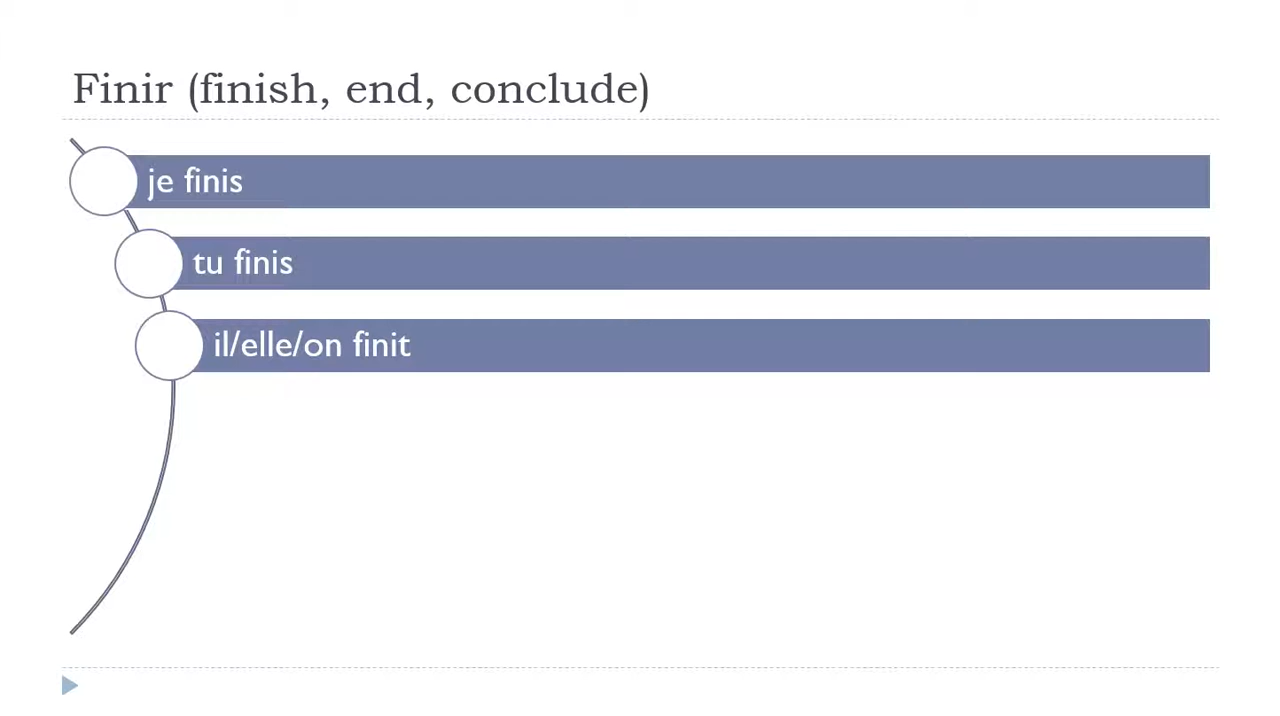 Finir (finish, end, conclude)
je finis
tu finis
il/elle/on finit